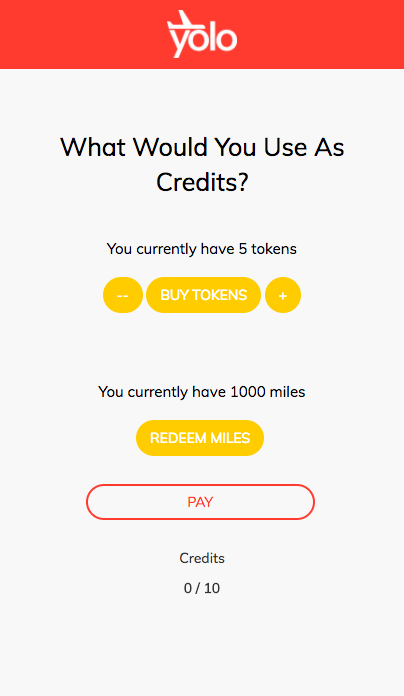 yolo
What Would You Use As
Credits?
You currently have 5 tokens
--
BUY TOKENS
+
You currently have 1000 miles
REDEEM MILES
PAY
Credits
0 / 10